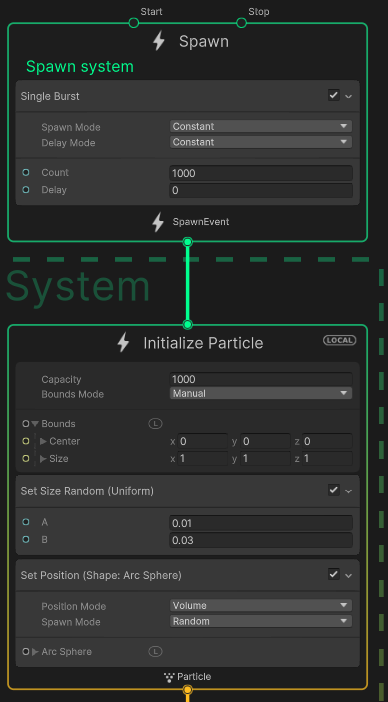 Start Stop
Spawn
Spawn system
Single Burst
Spawn Mode Constant
Delay Mode Constant
Count 1000
Delay 0
SpawnEvent
System
Initialize Particle LOCAL
Capacity 1000
Bounds Mode Manual
Bounds L
Center x 0 y 0 z 0
Size x 1 y 1 z 1
Set Size Random (Uniform)
A 0.01
B 0.03
Set Position (Shape: Arc Sphere)
Position Mode Volume
Spawn Mode Random
Arc Sphere L
Particle